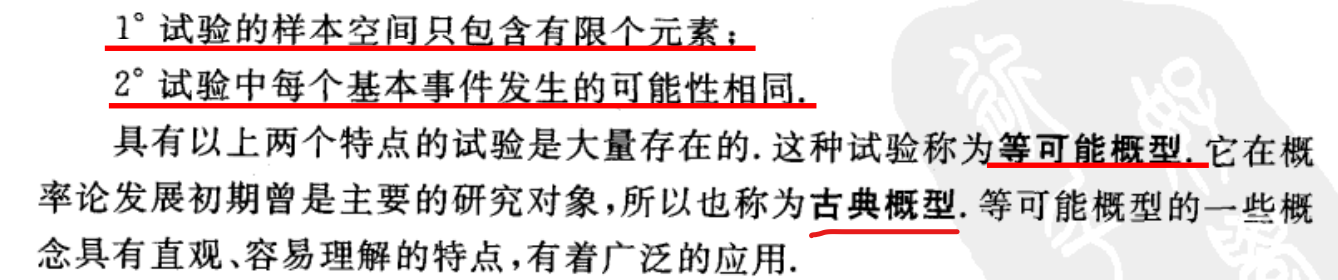 1° 试验的样本空间只包含有限个元素;
2° 试验中每个基本事件发生的可能性相同.
具有以上两个特点的试验是大量存在的.这种试验称为等可能概型.它在概
率论发展初期曾是主要的研究对象,所以也称为古典概型.等可能概型的一些概
念具有直观、容易理解的特点,有着广泛的应用.